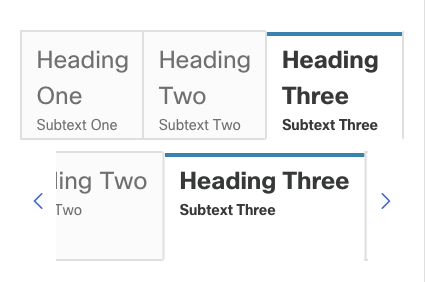 Heading
One
Subtext One
Heading
Two
Subtext Two
Heading
Three
Subtext Three
ling Two
Two
Heading Three
Subtext Three